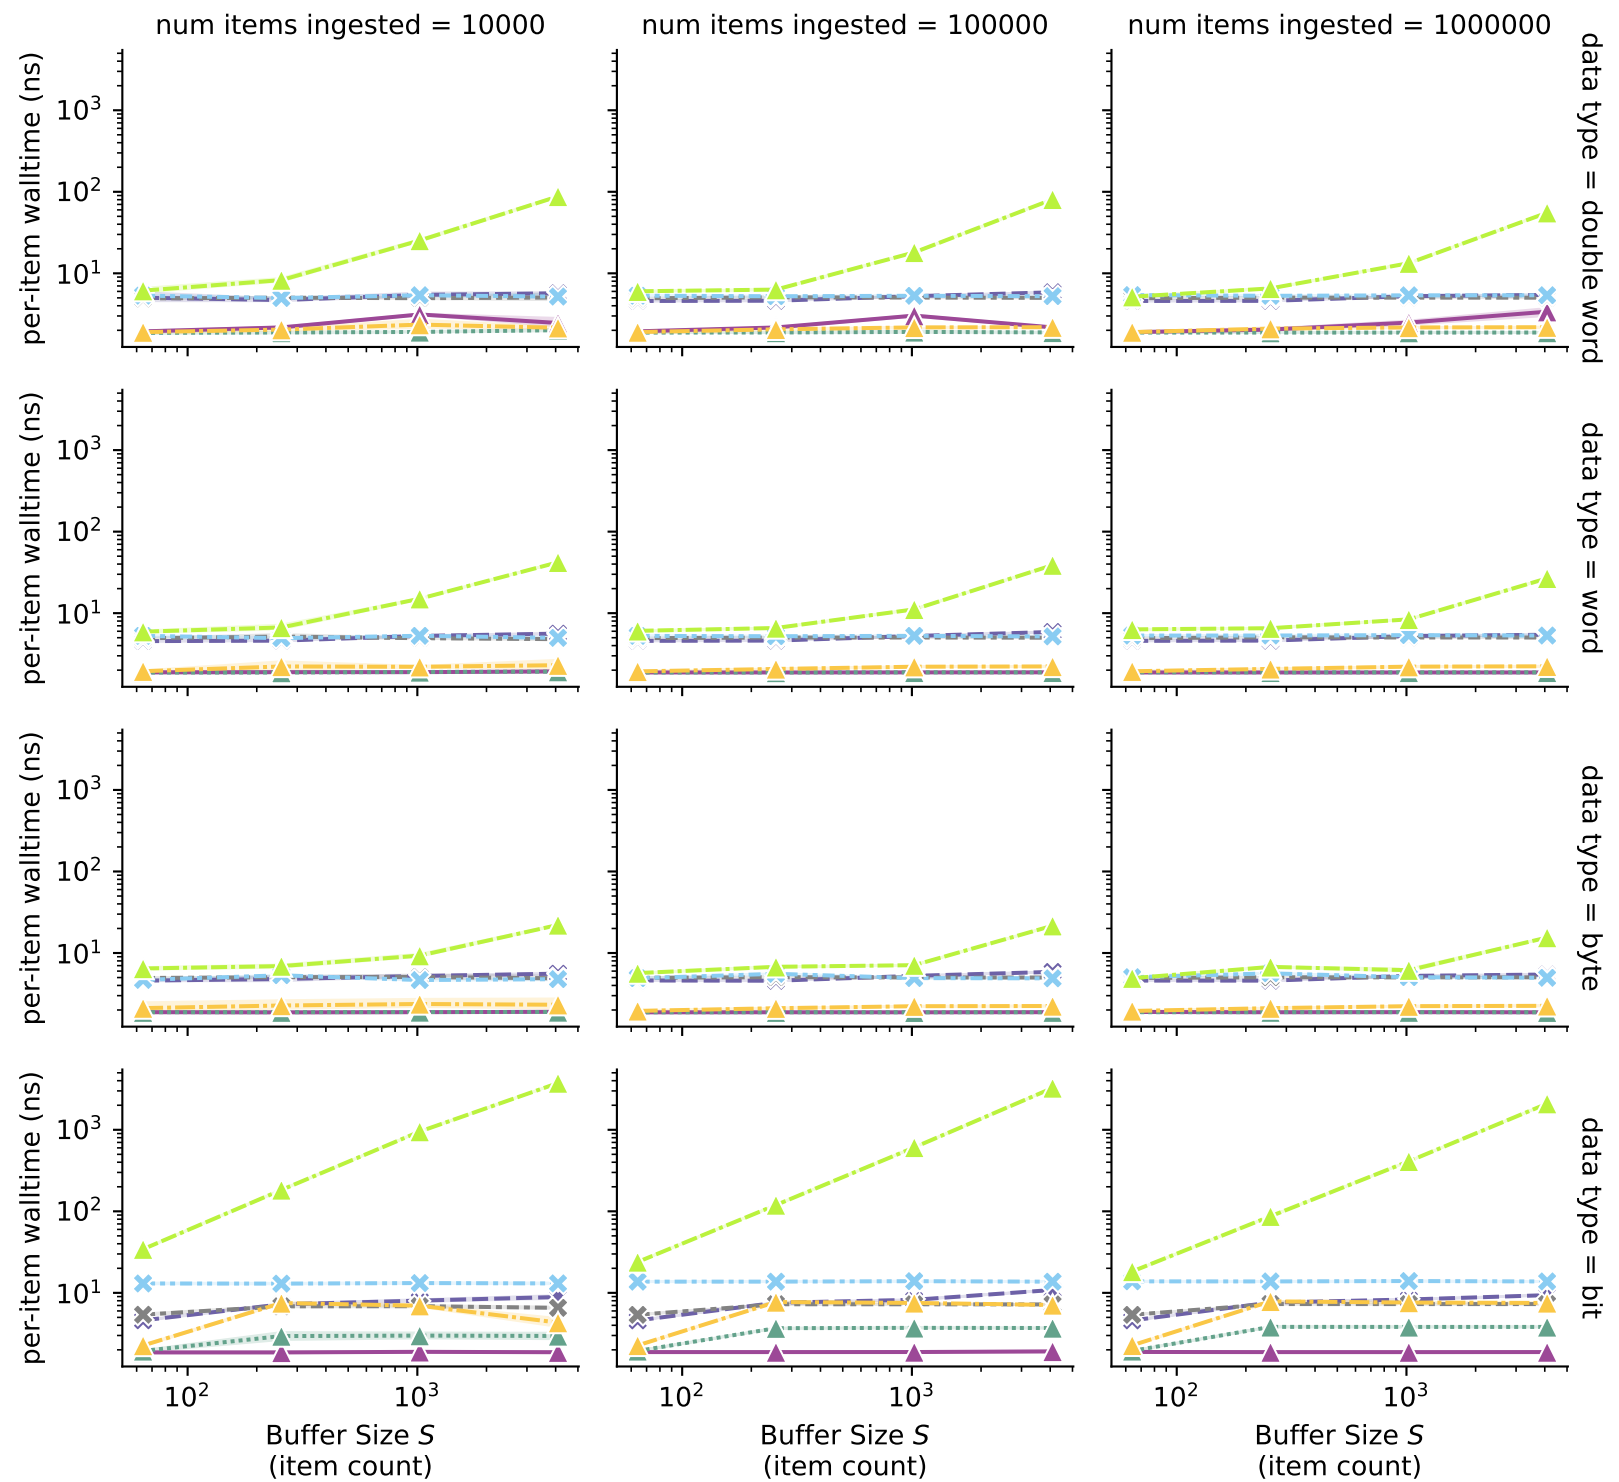 num items ingested = 10000
num items ingested = 100000
num items ingested = 1000000
per-item walltime (ns)
10³
10²
10¹
data type = double word
per-item walltime (ns)
10³
10²
10¹
data type = word
per-item walltime (ns)
10³
10²
10¹
data type = byte
per-item walltime (ns)
10³
10²
10¹
data type = bit
10²
10³
10²
10³
10²
10³
Buffer Size S
(item count)
Buffer Size S
(item count)
Buffer Size S
(item count)